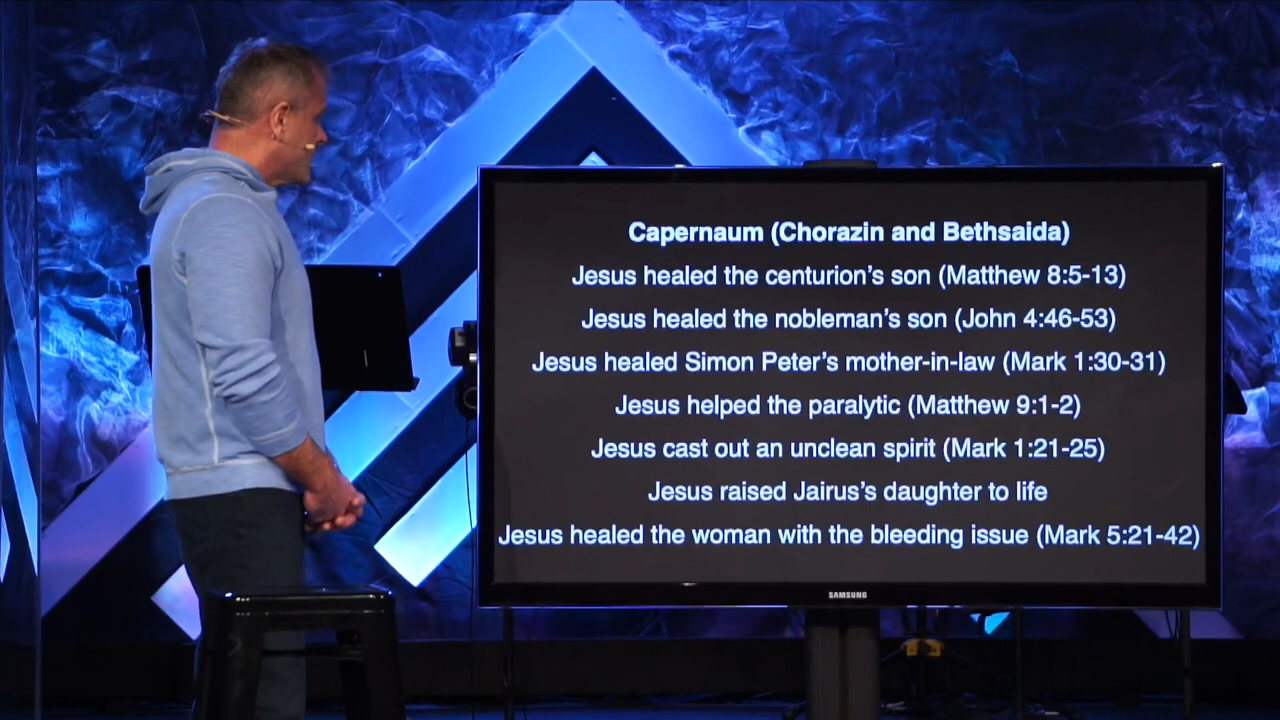 Capernaum (Chorazin and Bethsaida)
Jesus healed the centurion's son (Matthew 8:5-13)
Jesus healed the nobleman's son (John 4:46-53)
Jesus healed Simon Peter's mother-in-law (Mark 1:30-31)
Jesus helped the paralytic (Matthew 9:1-2)
Jesus cast out an unclean spirit (Mark 1:21-25)
Jesus raised Jairus's daughter to life
Jesus healed the woman with the bleeding issue (Mark 5:21-42)
SAMSUNG